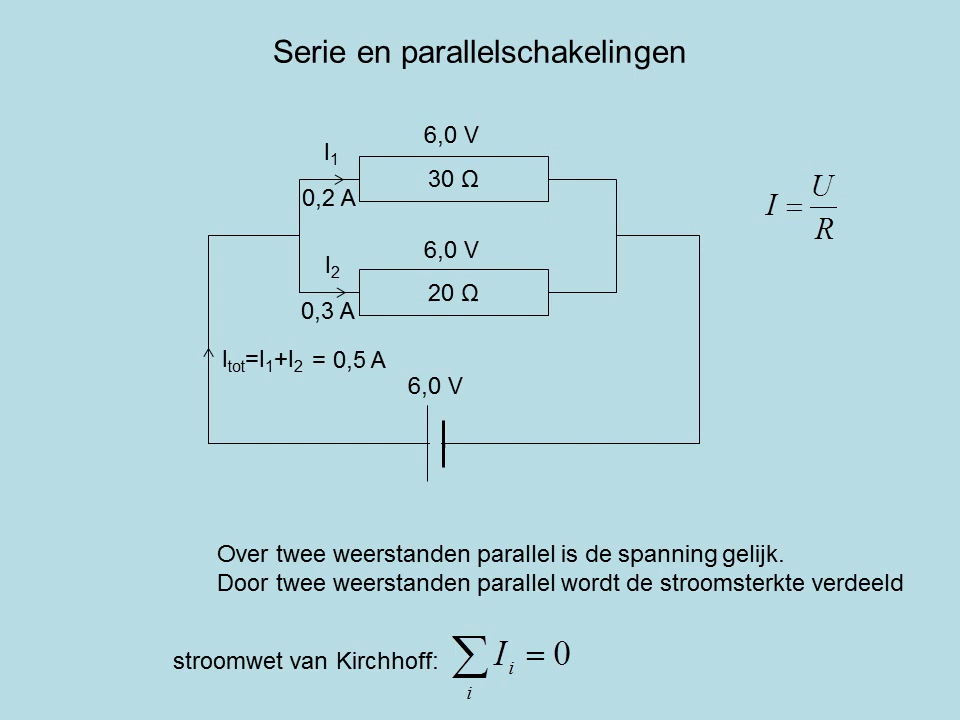 Serie en parallelschakelingen
6,0 V
I1
30 Ω
0,2 A
I = U/R
6,0 V
I2
20 Ω
0,3 A
Itot=I1+I2 = 0,5 A
6,0 V
Over twee weerstanden parallel is de spanning gelijk.
Door twee weerstanden parallel wordt de stroomsterkte verdeeld
stroomwet van Kirchhoff: ∑i Ii = 0